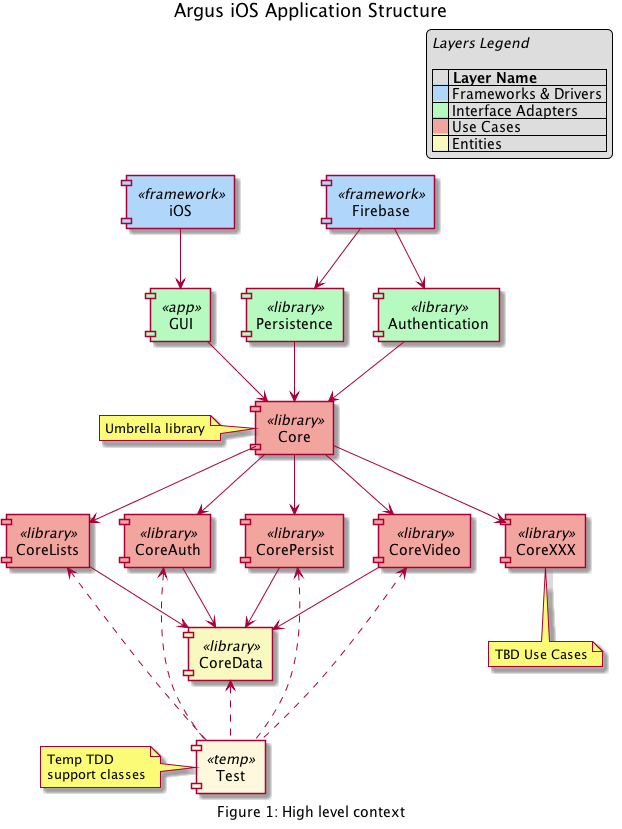 Argus iOS Application Structure
Layers Legend
Layer Name
Frameworks & Drivers
Interface Adapters
Use Cases
Entities
«framework»
iOS
«framework»
Firebase
«app»
GUI
«library»
Persistence
«library»
Authentication
Umbrella library
«library»
Core
«library»
CoreLists
«library»
CoreAuth
«library»
CorePersist
«library»
CoreVideo
«library»
CoreXXX
«library»
CoreData
TBD Use Cases
Temp TDD
support classes
«temp»
Test
Figure 1: High level context